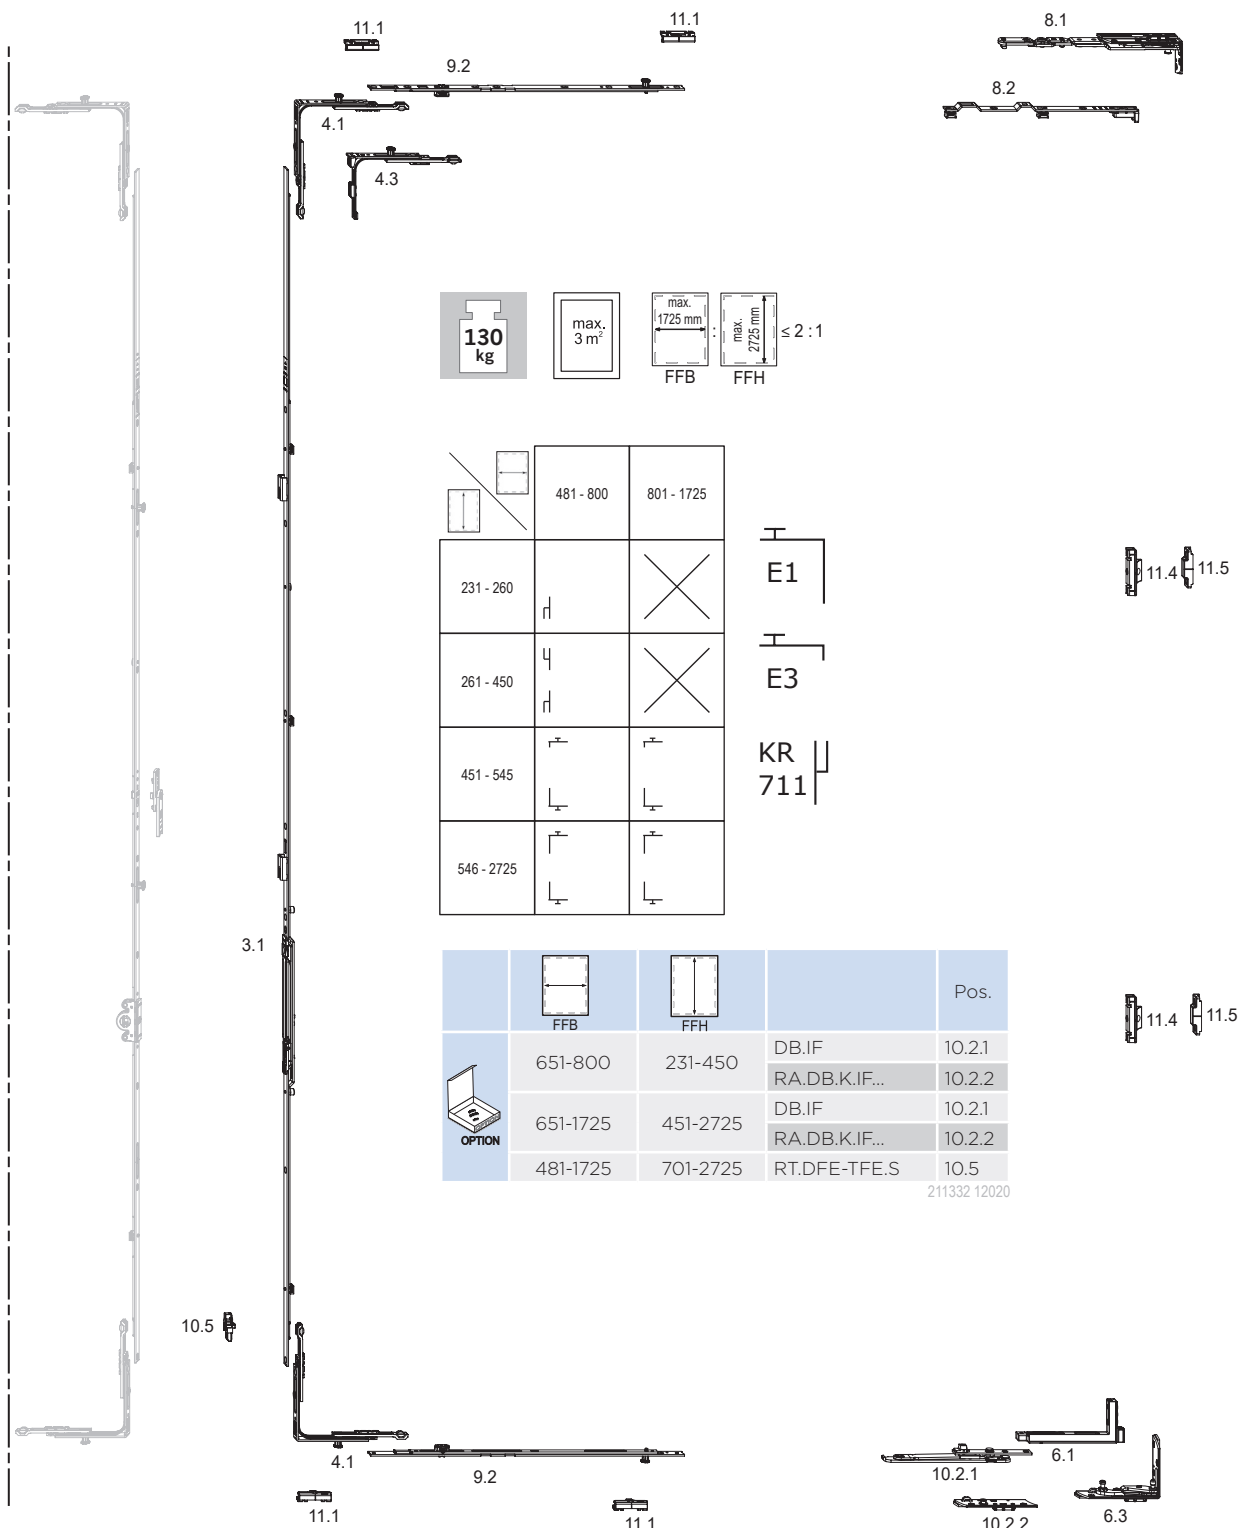 11.1
11.1
8.1
9.2
8.2
4.1
4.3
130
kg
max.
3 m²
max.
1725 mm
FFB
:
max.
2725 mm
FFH
≤ 2 : 1
481 - 800
801 - 1725
231 - 260
E1
11.4
11.5
261 - 450
E3
451 - 545
KR
711
546 - 2725
3.1
FFB
FFH
Pos.
11.4
11.5
OPTION
651-800
231-450
DB.IF
10.2.1
RA.DB.K.IF...
10.2.2
651-1725
451-2725
DB.IF
10.2.1
RA.DB.K.IF...
10.2.2
481-1725
701-2725
RT.DFE-TFE.S
10.5
211332 12020
10.5
4.1
9.2
10.2.1
6.1
11.1
11.1
10.2.2
6.3